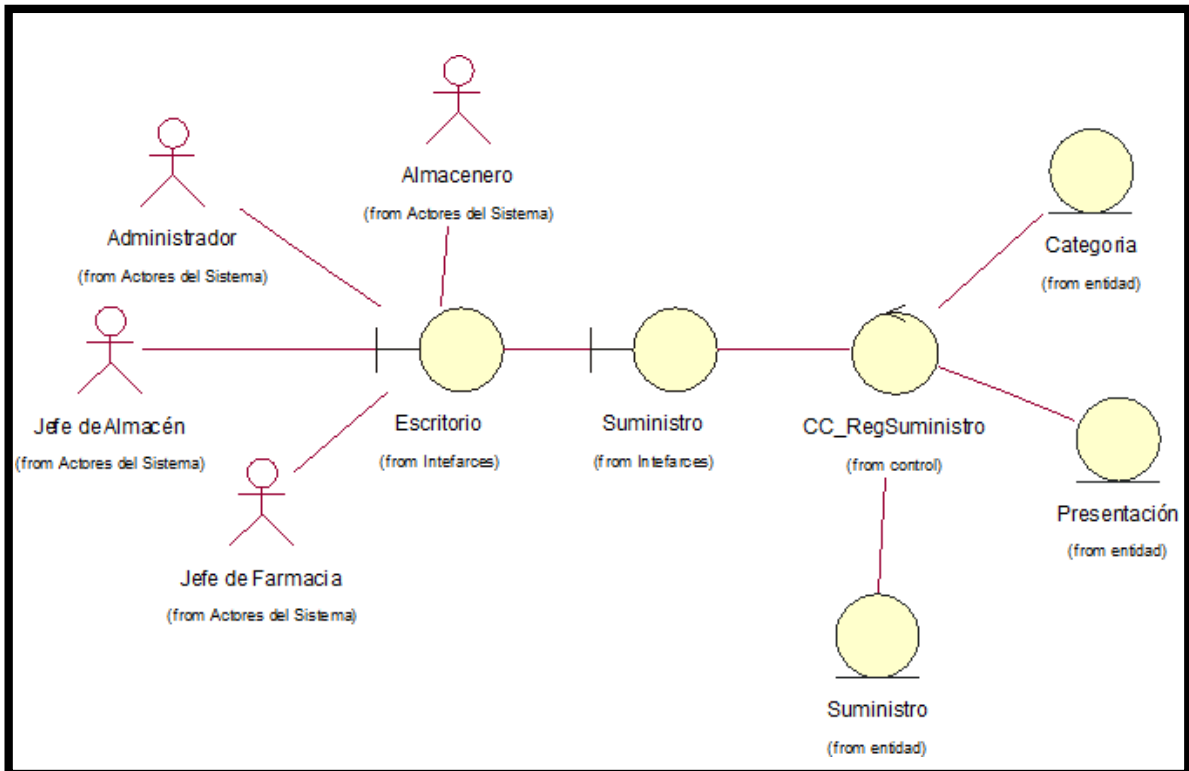 Almacenero
(from Actores del Sistema)
Administrador
(from Actores del Sistema)
Categoria
(from entidad)
Jefe de Almacén
(from Actores del Sistema)
Escritorio
(from Intefarces)
Suministro
(from Intefarces)
CC_RegSuministro
(from control)
Presentación
(from entidad)
Jefe de Farmacia
(from Actores del Sistema)
Suministro
(from entidad)